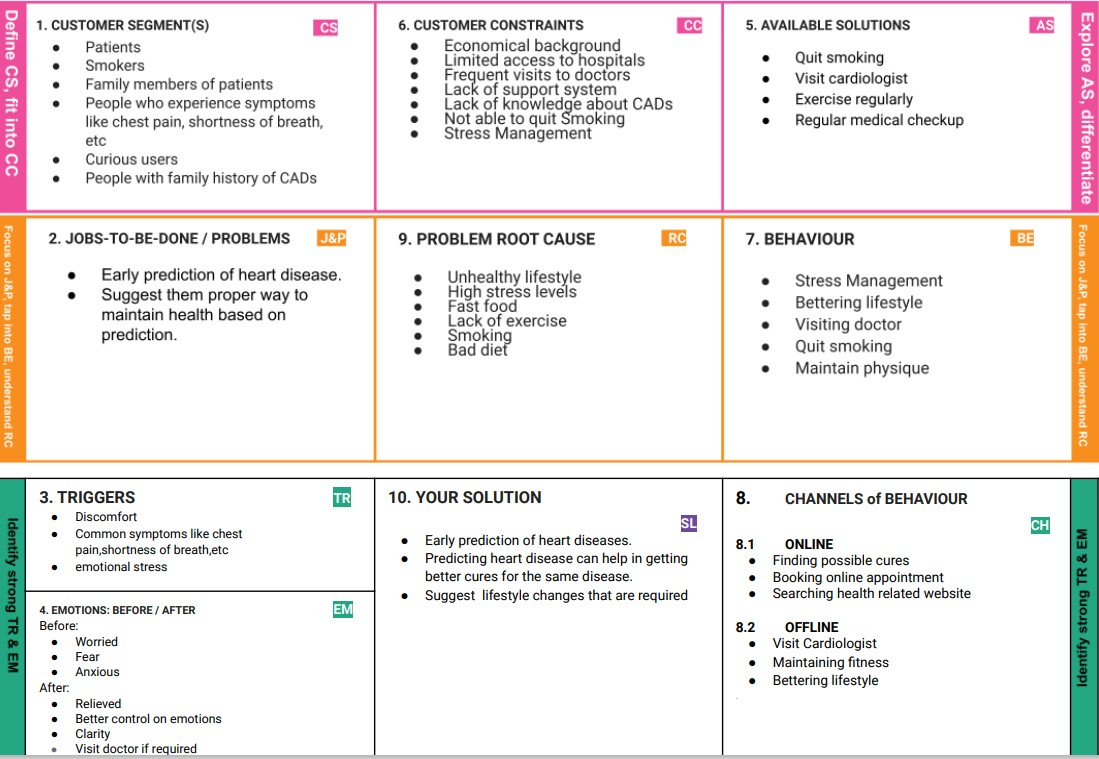 Define CS, fit into CC
1. CUSTOMER SEGMENT(S)
CS
● Patients
● Smokers
● Family members of patients
● People who experience symptoms
like chest pain, shortness of breath,
etc
● Curious users
● People with family history of CADs
6. CUSTOMER CONSTRAINTS
CC
● Economical background
● Limited access to hospitals
● Frequent visits to doctors
● Lack of support system
● Lack of knowledge about CADs
● Not able to quit Smoking
● Stress Management
5. AVAILABLE SOLUTIONS
AS
● Quit smoking
● Visit cardiologist
● Exercise regularly
● Regular medical checkup
Explore AS, differentiate
Focus on J&P, tap into BE, understand RC
2. JOBS-TO-BE-DONE / PROBLEMS
J&P
● Early prediction of heart disease.
● Suggest them proper way to
maintain health based on
prediction.
9. PROBLEM ROOT CAUSE
RC
● Unhealthy lifestyle
● High stress levels
● Fast food
● Lack of exercise
● Smoking
● Bad diet
7. BEHAVIOUR
BE
● Stress Management
● Bettering lifestyle
● Visiting doctor
● Quit smoking
● Maintain physique
Focus on J&P, tap into BE, understand RC
Identify strong TR & EM
3. TRIGGERS
TR
● Discomfort
● Common symptoms like chest
pain,shortness of breath,etc
● emotional stress
4. EMOTIONS: BEFORE / AFTER
EM
Before:
● Worried
● Fear
● Anxious
After:
● Relieved
● Better control on emotions
● Clarity
● Visit doctor if required
10. YOUR SOLUTION
SL
● Early prediction of heart diseases.
● Predicting heart disease can help in getting
better cures for the same disease.
● Suggest lifestyle changes that are required
8. CHANNELS of BEHAVIOUR
CH
8.1 ONLINE
● Finding possible cures
● Booking online appointment
● Searching health related website
8.2 OFFLINE
● Visit Cardiologist
● Maintaining fitness
● Bettering lifestyle
.
Identify strong TR & EM